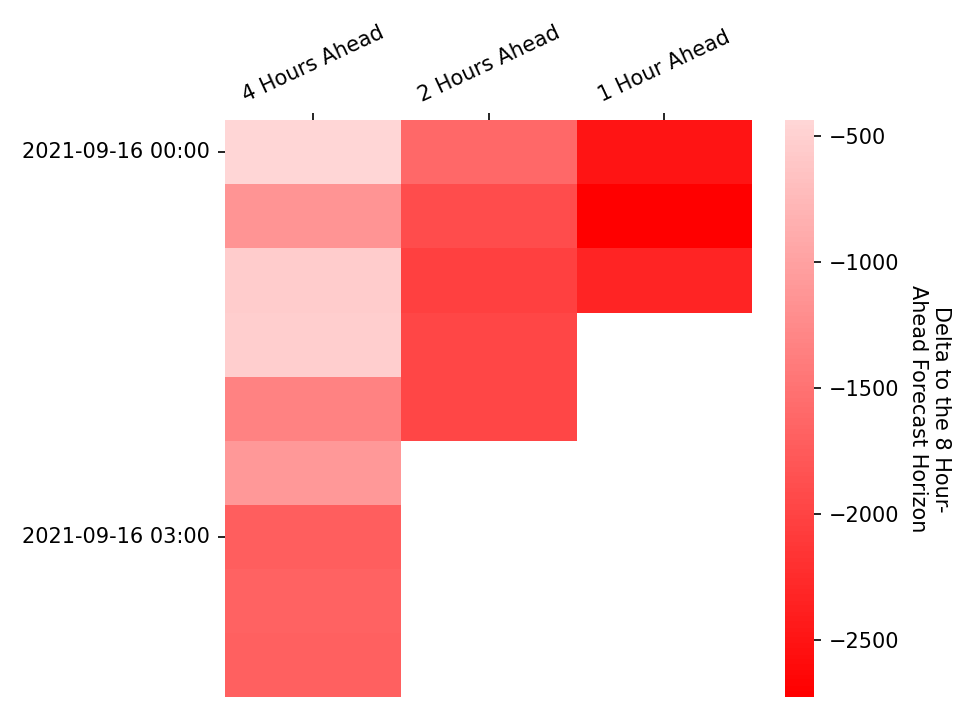 4 Hours Ahead
2 Hours Ahead
1 Hour Ahead
2021-09-16 00:00
2021-09-16 03:00
−500
−1000
−1500
−2000
−2500
Delta to the 8 Hour-
Ahead Forecast Horizon